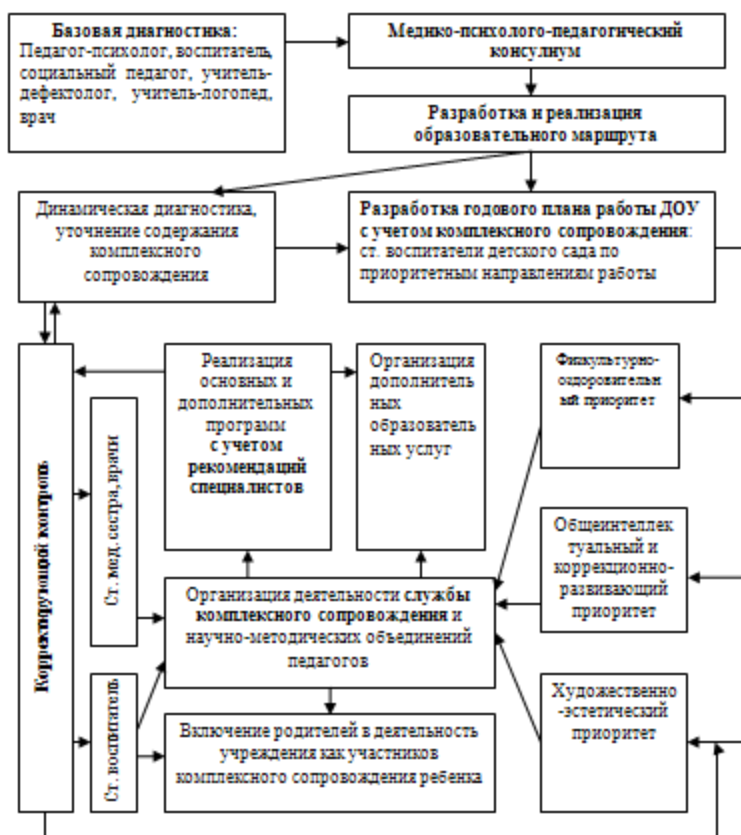 Базовая диагностика:
Педагог-психолог, воспитатель,
социальный педагог, учитель-
дефектолог, учитель-логопед,
врач
Медико-психолого-педагогический
консулиум
Разработка и реализация
образовательного маршрута
Динамическая диагностика,
уточнение содержания
комплексного
сопровождения
Разработка годового плана работы ДОУ
с учетом комплексного сопровождения:
ст. воспитатели детского сада по
приоритетным направлениям работы
Корректирующий контроль
Ст. мед. сестра, врачи
Ст. воспитатель
Реализация
основных и
дополнительных
программ
с учетом
рекомендаций
специалистов
Организация
дополнитель
ных
образователь
ных услуг
Физкультурно-
оздоровительн
ый приоритет
Общеинтеллек
туальный и
коррекционно-
развивающий
приоритет
Организация деятельности службы
комплексного сопровождения и
научно-методических объединений
педагогов
Художественно
-эстетический
приоритет
Включение родителей в деятельность
учреждения как участников
комплексного сопровождения ребенка